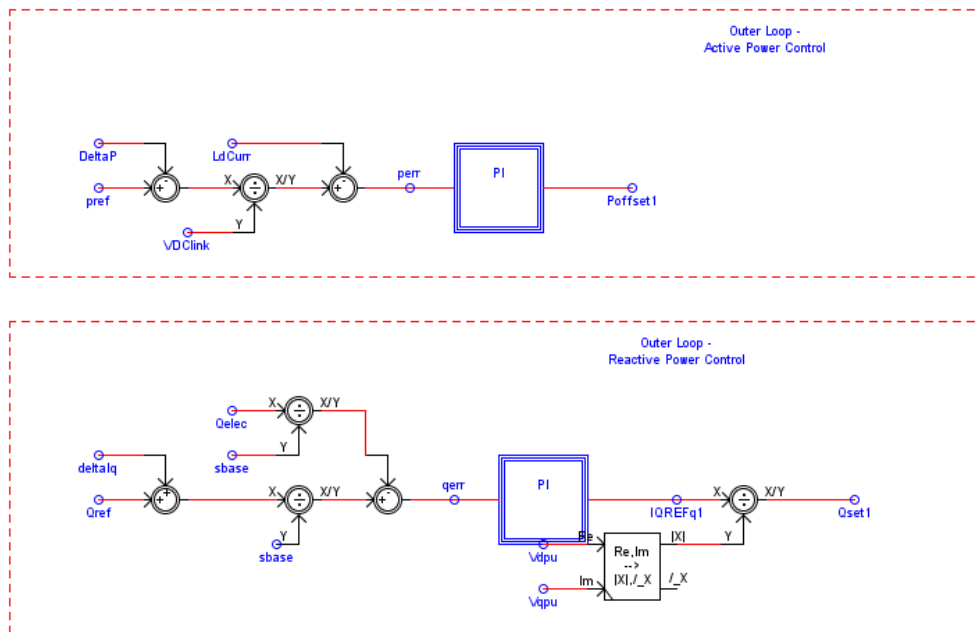 Outer Loop -
Active Power Control
DeltaP
LdCurr
+ -
pref
X
÷
X/Y
+ -
perr
PI
Poffset1
Y
VDClink
Outer Loop -
Reactive Power Control
Qelec
X
÷
X/Y
Y
sbase
deltaIq
+ +
Qref
X
÷
X/Y
+ -
qerr
PI
IQREFq1
X
÷
X/Y
Qset1
Y
sbase
Vdpu
Re
Re,Im
-->
|X|,/_X
|X|
Y
Vqpu
Im
/_X